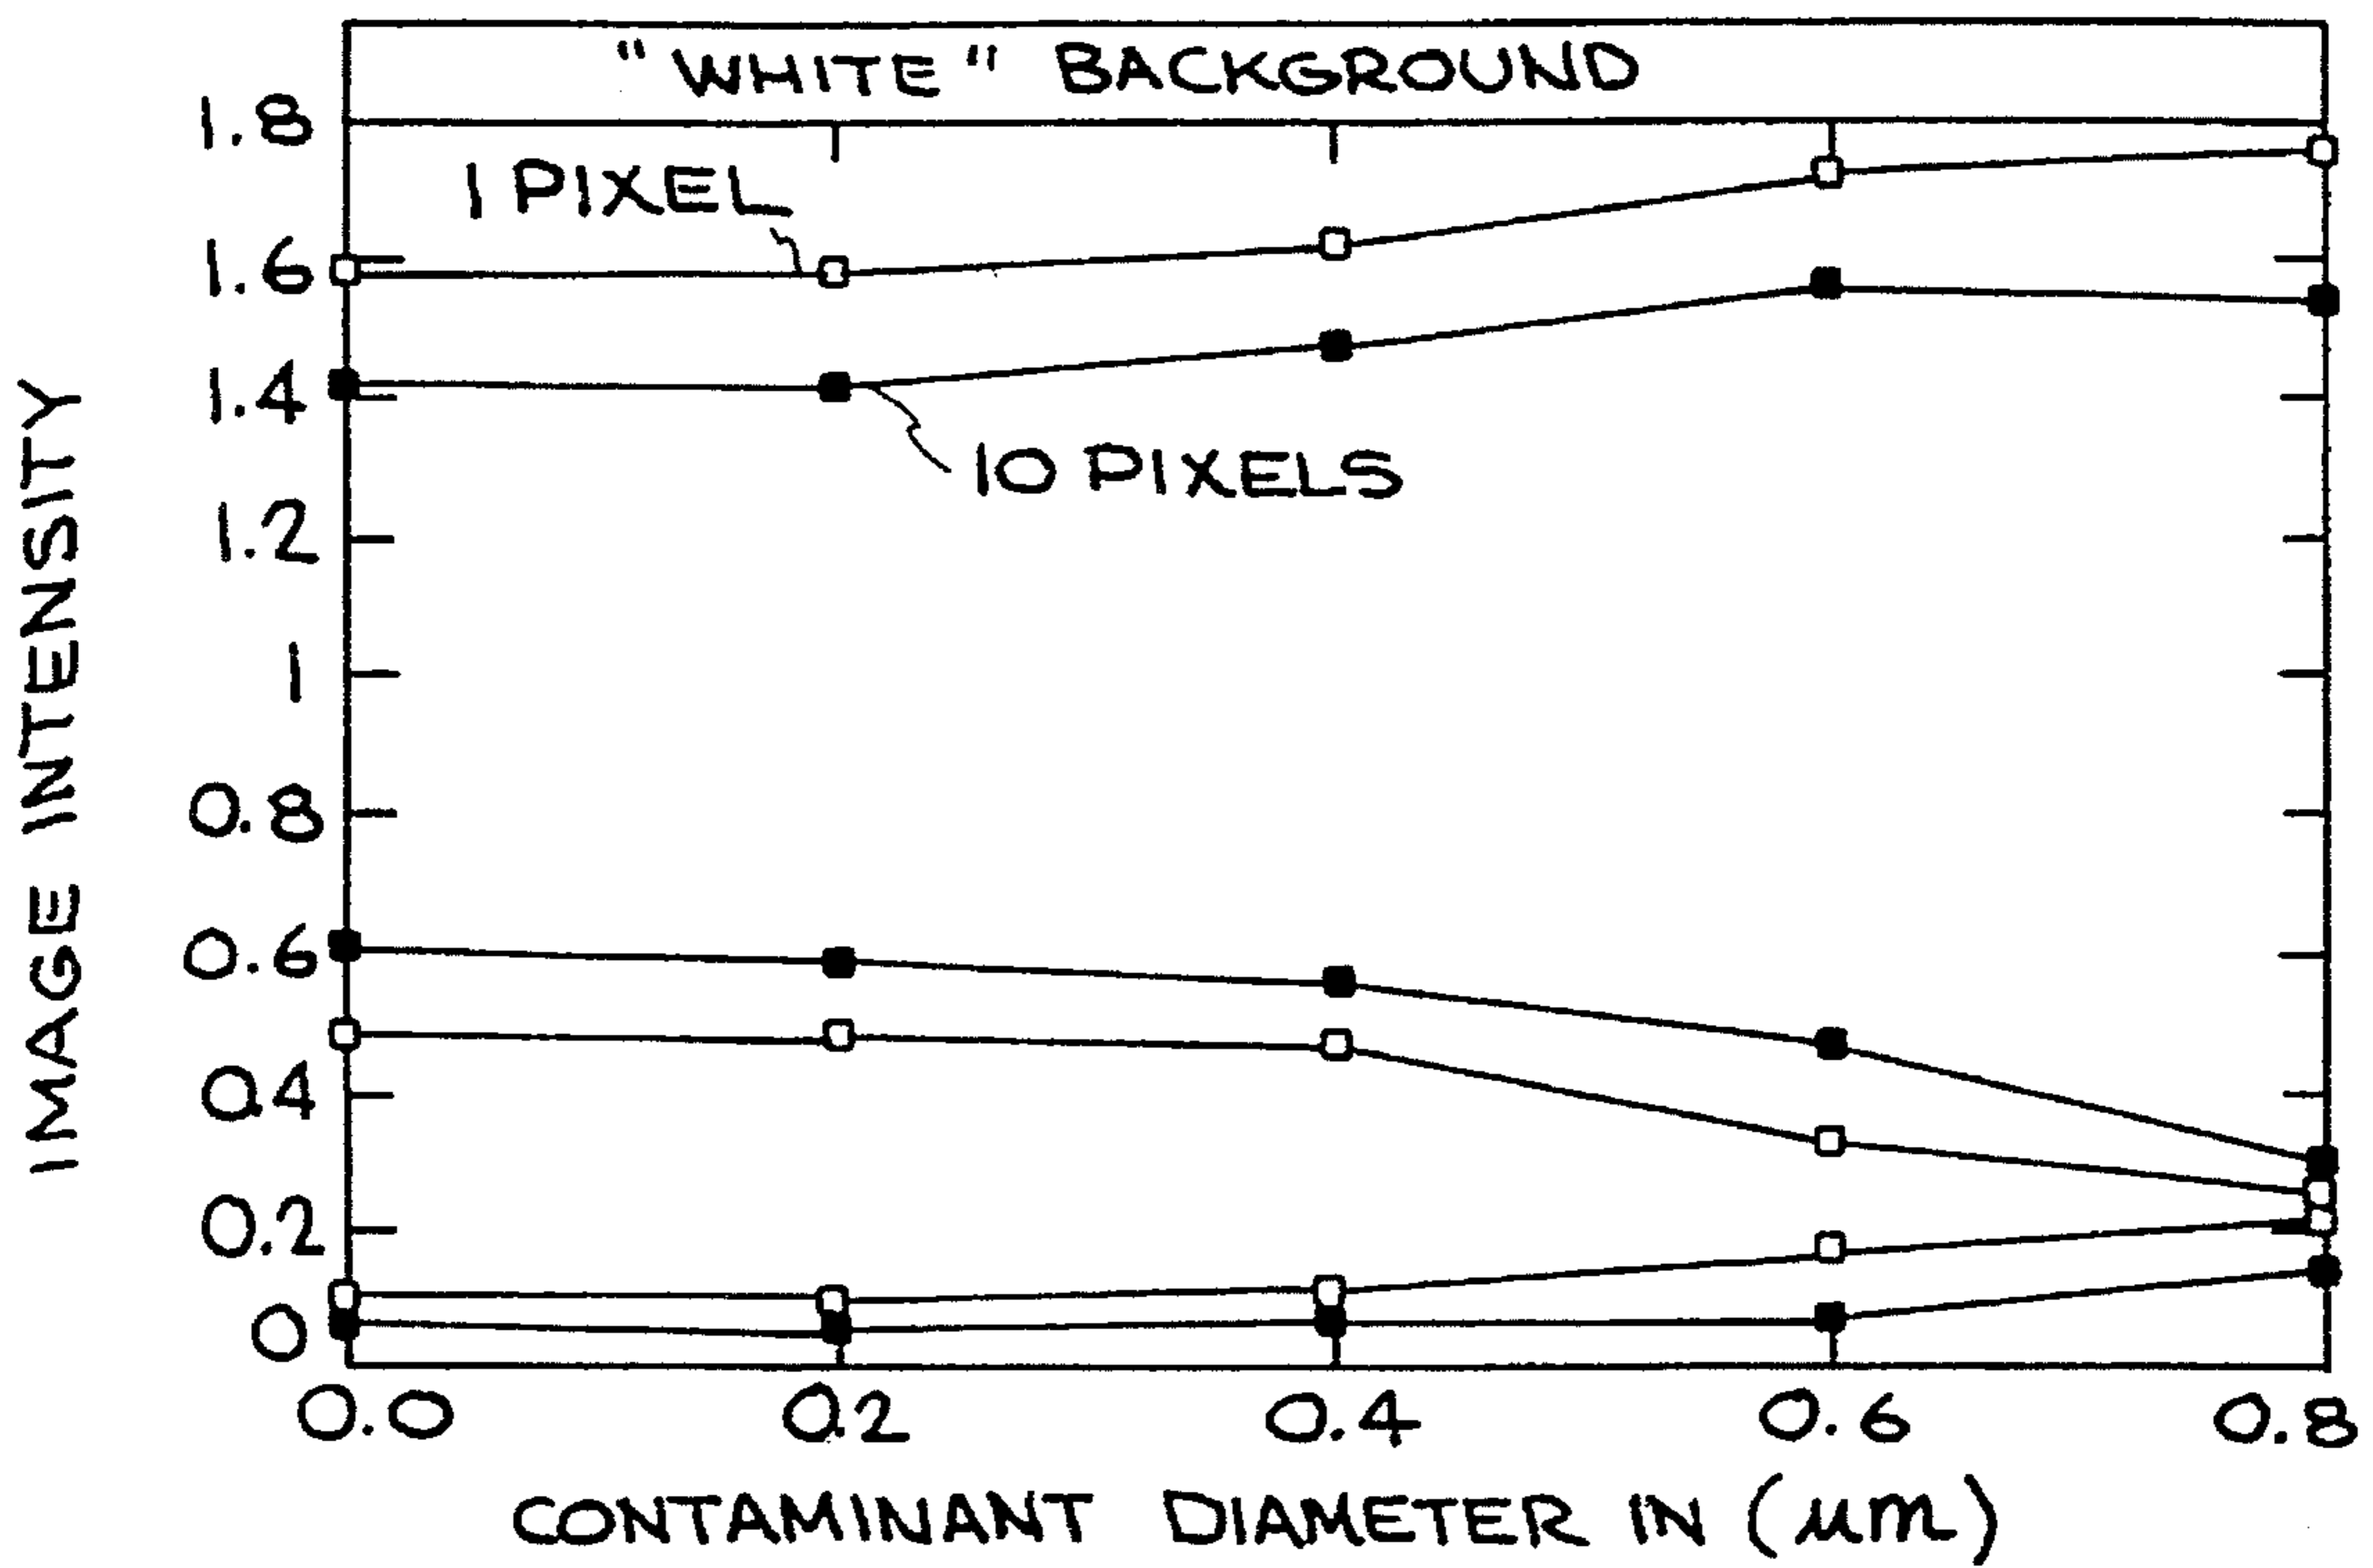 "WHITE" BACKGROUND
1.8
1 PIXEL
1.6
1.4
10 PIXELS
1.2
1
0.8
0.6
0.4
0.2
0
IMAGE INTENSITY
0.0 0.2 0.4 0.6 0.8
CONTAMINANT DIAMETER IN (µm)